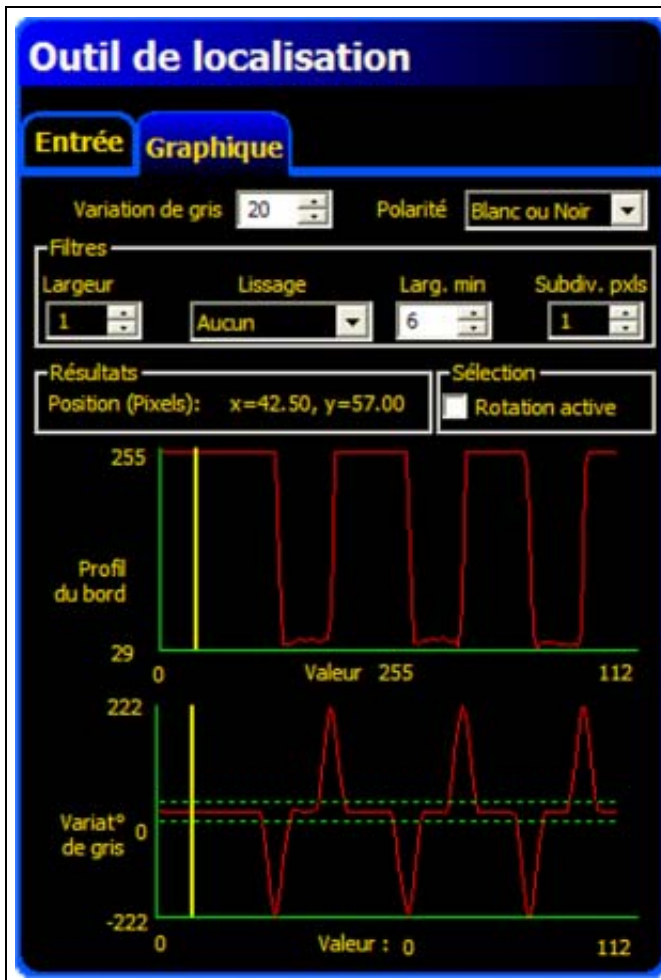 Outil de localisation
Entrée Graphique
Variation de gris 20 Polarité Blanc ou Noir
Filtres
Largeur Lissage Larg. min Subdiv. pxls
1 Aucun 6 1
Résultats Sélection
Position (Pixels): x=42.50, y=57.00 Rotation active
255
Profil
du bord
29
0 Valeur 255 112
222
Variat°
0
de gris
-222
0 Valeur : 0 112